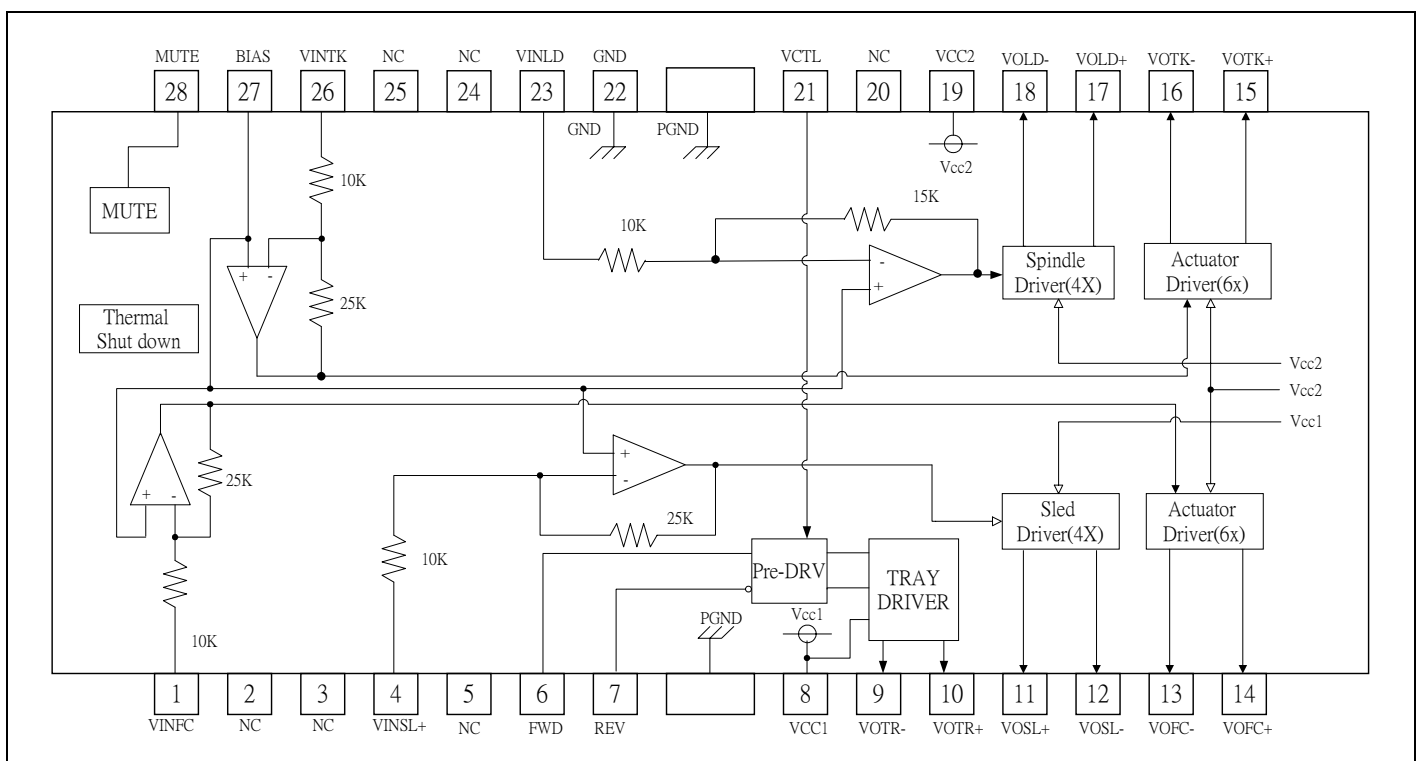 MUTE BIAS VINTK NC NC VINLD GND VCTL NC VCC2 VOLD- VOLD+ VOTK- VOTK+
28 27 26 25 24 23 22 21 20 19 18 17 16 15
GND PGND
Vcc2
MUTE
10K
10K
15K
+ -
-
+
Spindle
Driver(4X)
Actuator
Driver(6x)
25K
Thermal
Shut down
Vcc2
Vcc2
Vcc1
+
-
25K
+ -
25K
10K
Sled
Driver(4X)
Actuator
Driver(6x)
Pre-DRV
TRAY
DRIVER
PGND
Vcc1
10K
1 2 3 4 5 6 7 8 9 10 11 12 13 14
VINFC NC NC VINSL+ NC FWD REV VCC1 VOTR- VOTR+ VOSL+ VOSL- VOFC- VOFC+